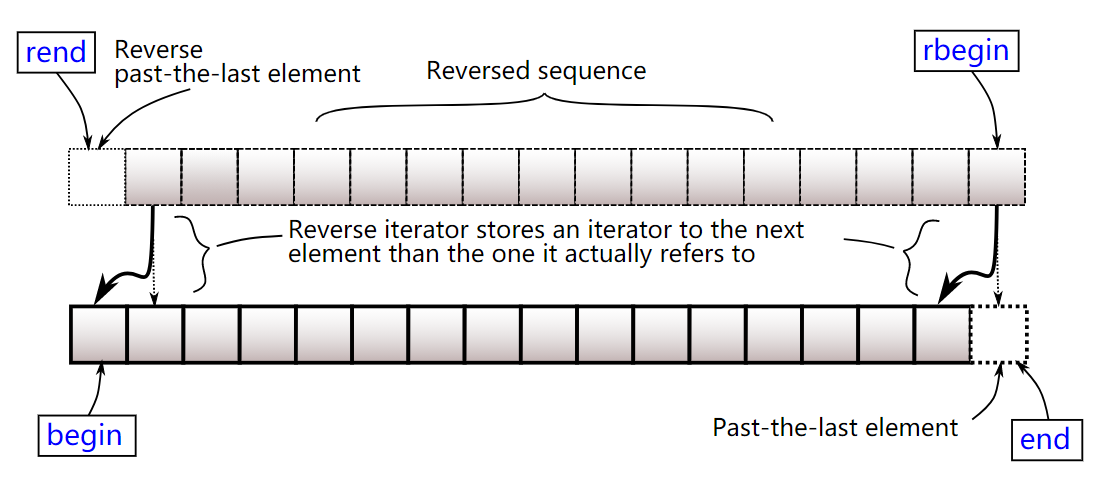 rend
Reverse
past-the-last element
Reversed sequence
rbegin
Reverse iterator stores an iterator to the next
element than the one it actually refers to
begin
Past-the-last element
end